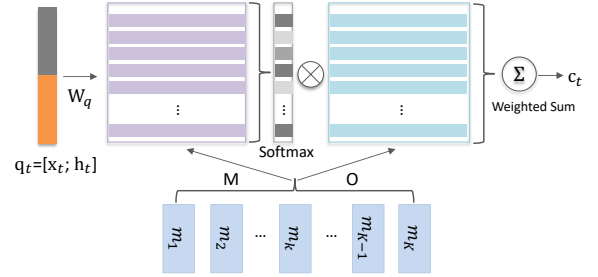 W_q
⋮
⋮
⋮
Σ
c_t
Weighted Sum
q_t=[x_t; h_t]
Softmax
M
O
m_1
m_2
...
m_k
...
m_{K-1}
m_K